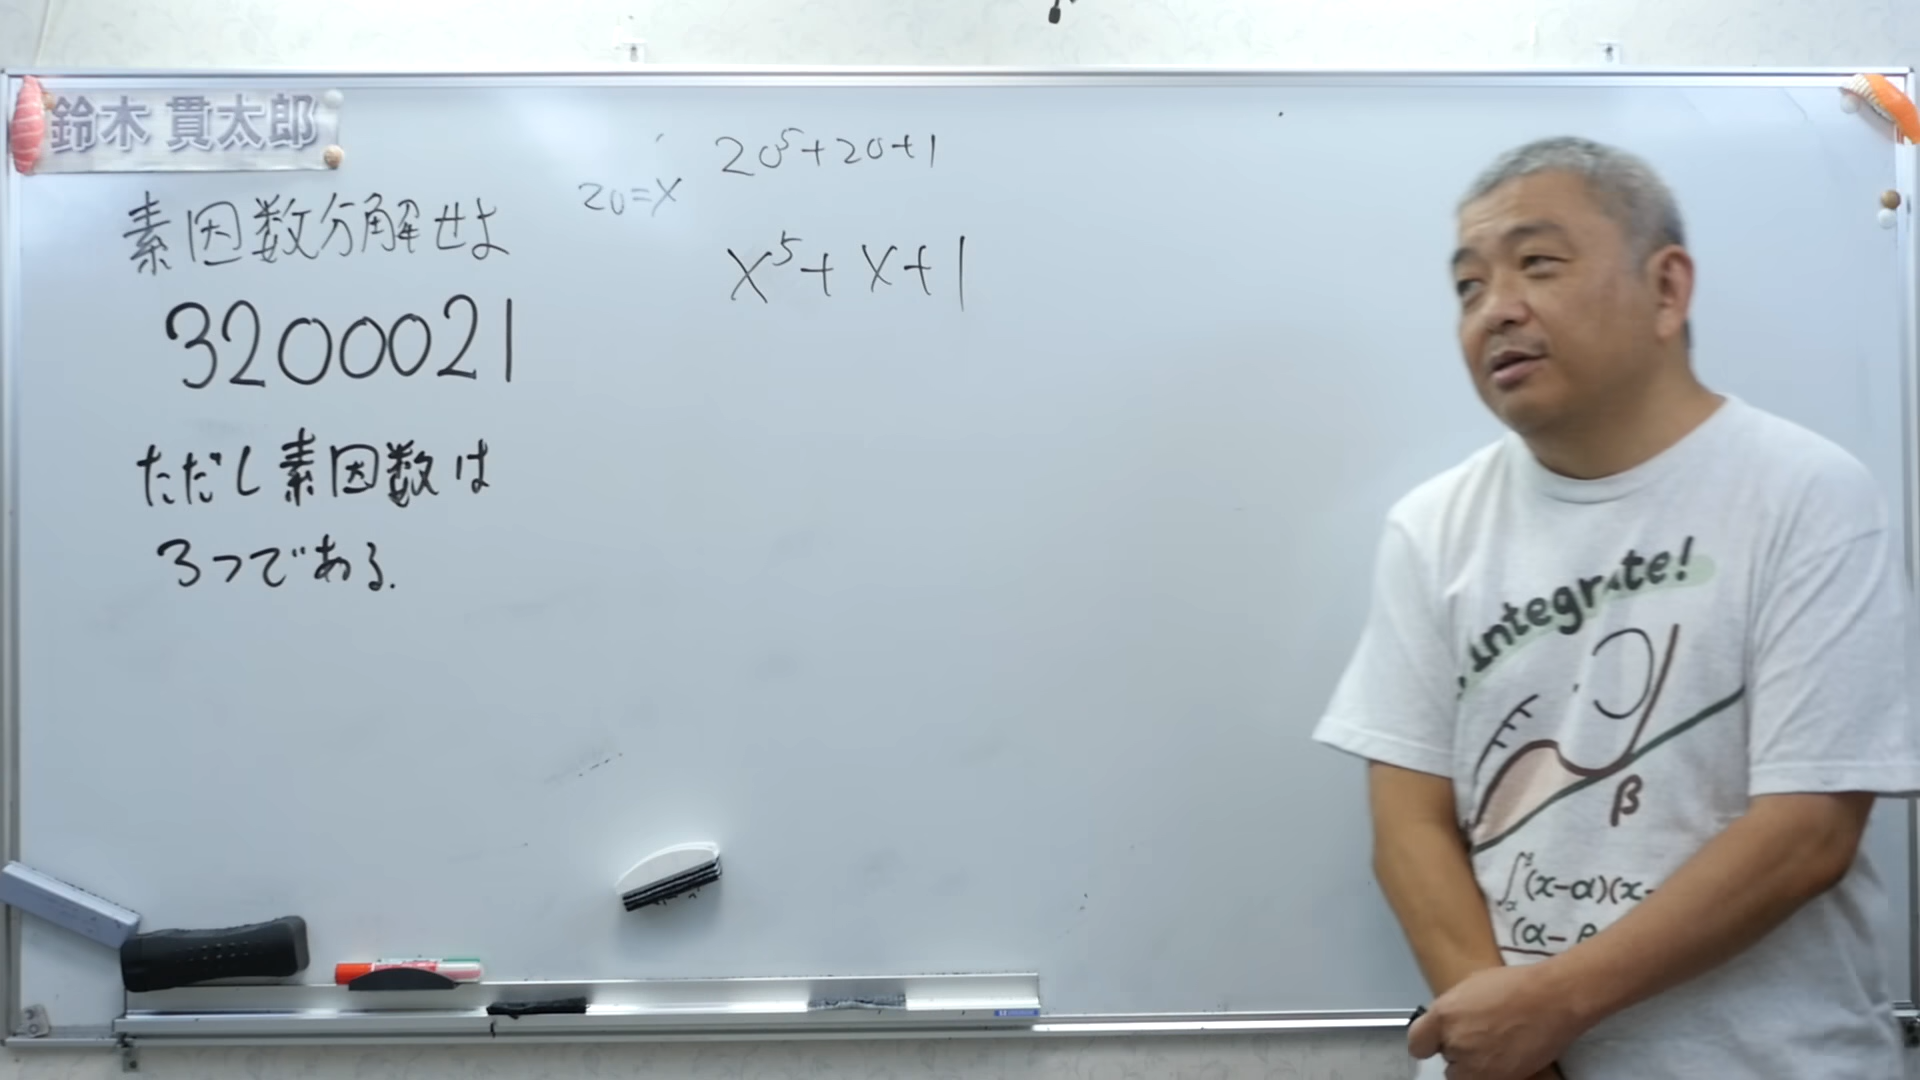 鈴木 貫太郎
素因数分解せよ
3200021
ただし素因数は
3つである.
20⁵+20+1
20=x
x⁵+x+1
integrate!
β
(x-α)(x-
(α-β